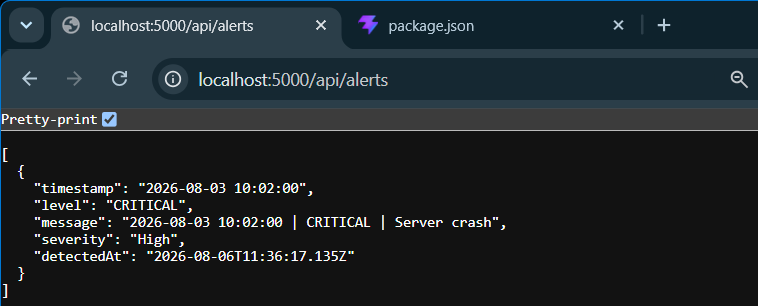 localhost:5000/api/alerts
package.json
localhost:5000/api/alerts
Pretty-print
[
  {
    "timestamp": "2026-08-03 10:02:00",
    "level": "CRITICAL",
    "message": "2026-08-03 10:02:00 | CRITICAL | Server crash",
    "severity": "High",
    "detectedAt": "2026-08-06T11:36:17.135Z"
  }
]